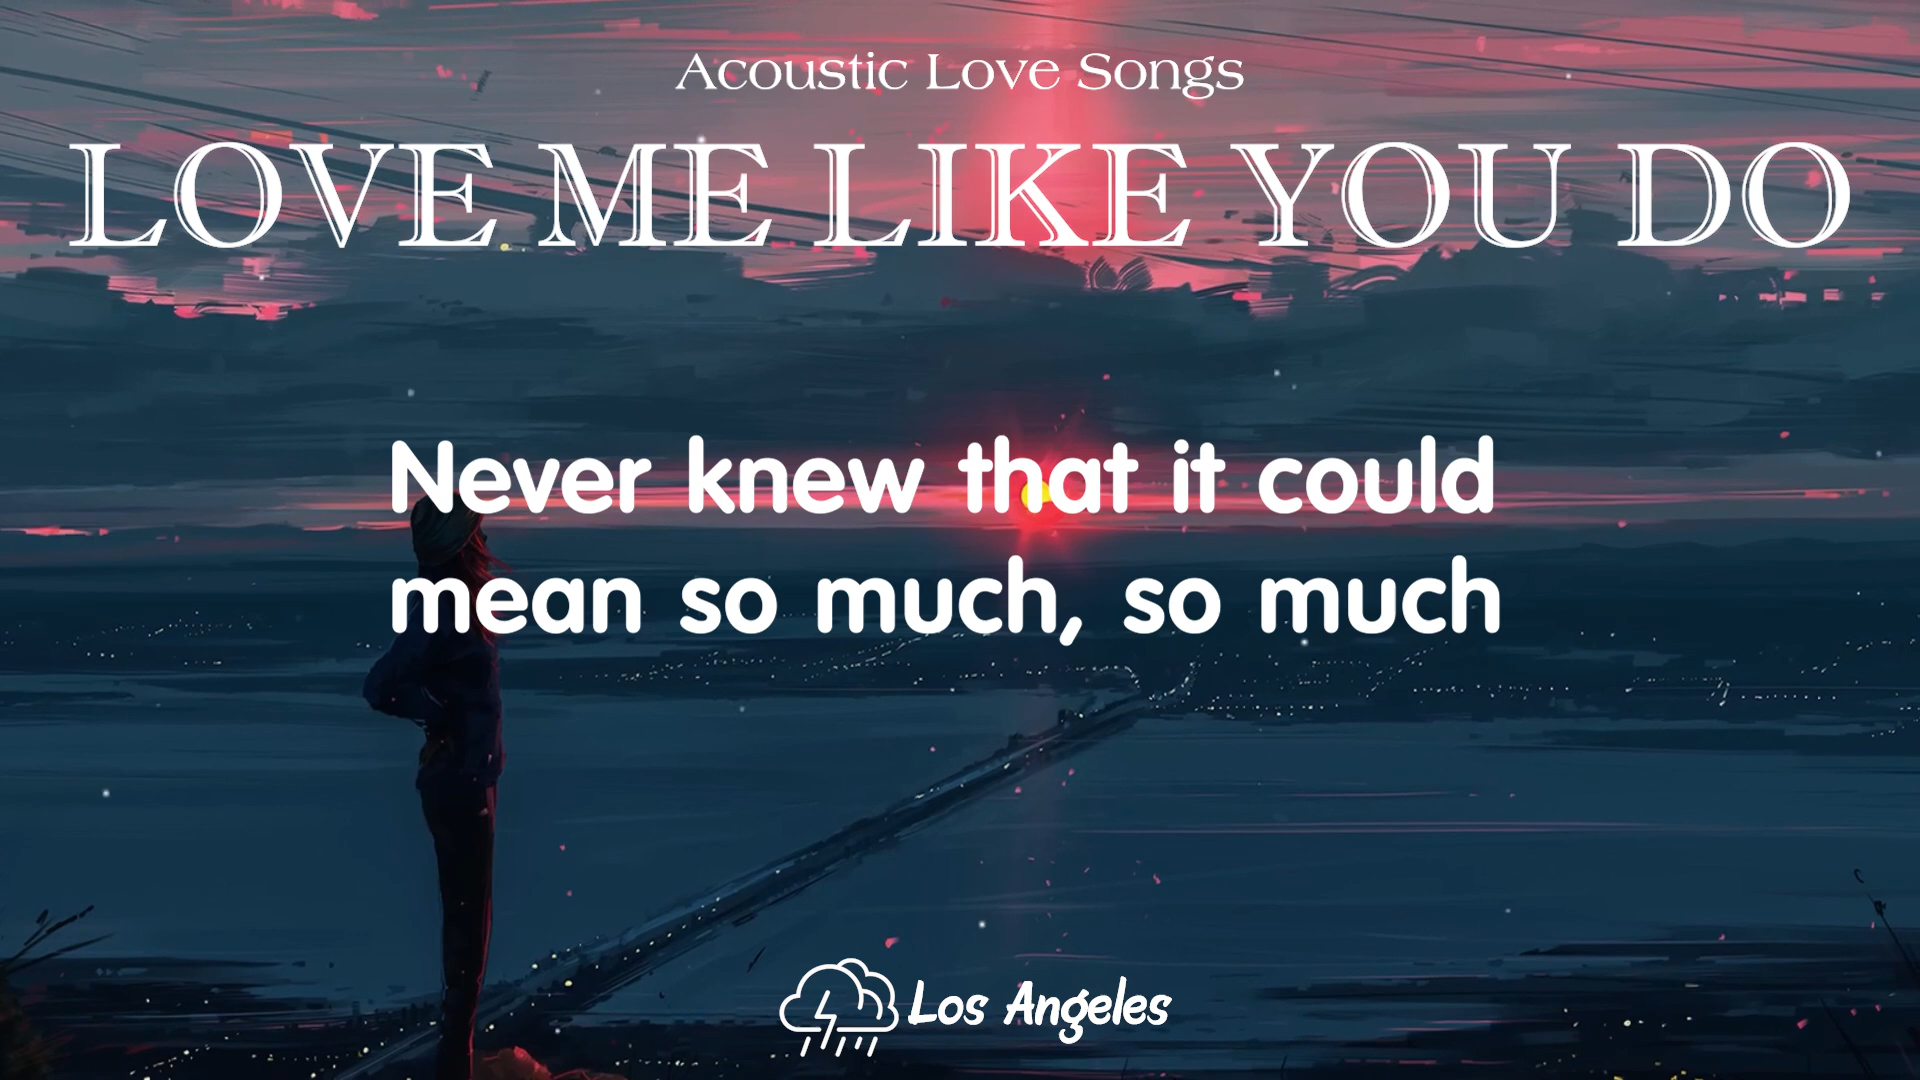 Acoustic Love Songs
LOVE ME LIKE YOU DO
Never knew that it could
mean so much, so much
Los Angeles